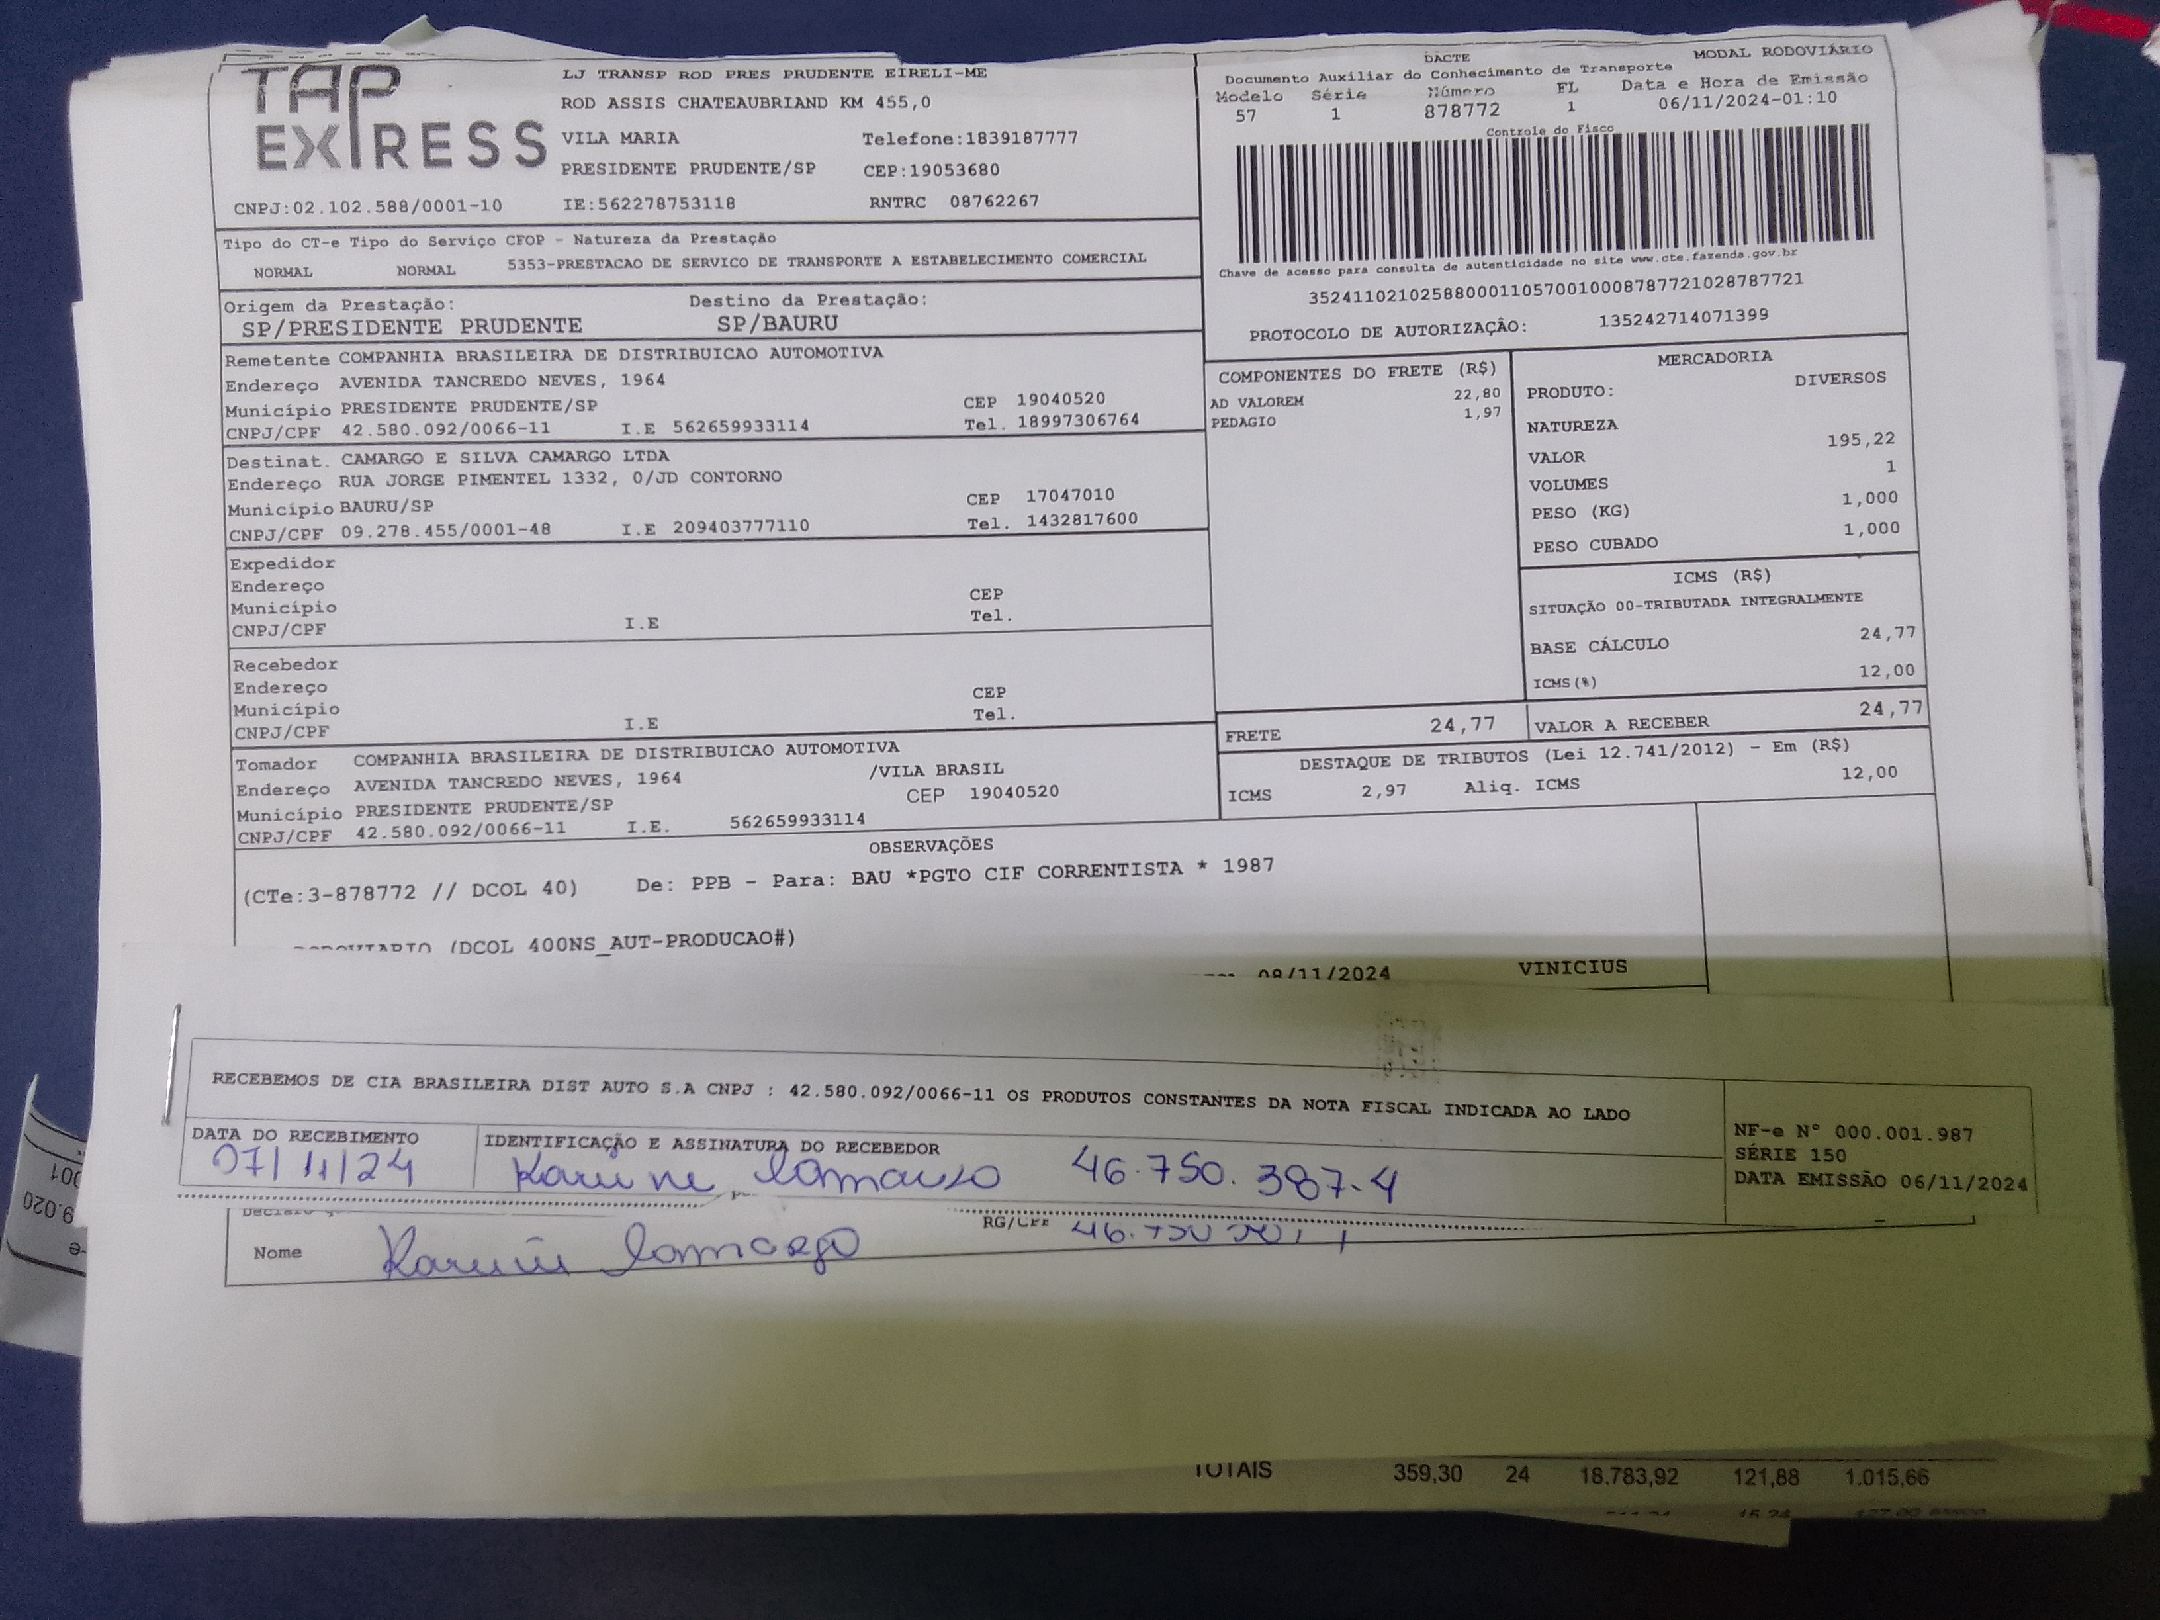 TAP EXPRESS
LJ TRANSP ROD PRES PRUDENTE EIRELI-ME
ROD ASSIS CHATEAUBRIAND KM 455,0
VILA MARIA Telefone:1839187777
PRESIDENTE PRUDENTE/SP CEP:19053680
CNPJ:02.102.588/0001-10 IE:562278753118 RNTRC 08762267
DACTE MODAL RODOVIÁRIO
Documento Auxiliar do Conhecimento de Transporte
Modelo Série Número FL Data e Hora de Emissão
57 1 878772 1 06/11/2024-01:10
Controle do Fisco
Chave de acesso para consulta de autenticidade no site www.cte.fazenda.gov.br
35241102102588000110570010008787721028787721
PROTOCOLO DE AUTORIZAÇÃO: 135242714071399
Tipo do CT-e Tipo do Serviço CFOP - Natureza da Prestação
NORMAL NORMAL 5353-PRESTACAO DE SERVICO DE TRANSPORTE A ESTABELECIMENTO COMERCIAL
Origem da Prestação: Destino da Prestação:
SP/PRESIDENTE PRUDENTE SP/BAURU
Remetente COMPANHIA BRASILEIRA DE DISTRIBUICAO AUTOMOTIVA
Endereço AVENIDA TANCREDO NEVES, 1964
Município PRESIDENTE PRUDENTE/SP CEP 19040520
CNPJ/CPF 42.580.092/0066-11 I.E 562659933114 Tel. 18997306764
Destinat. CAMARGO E SILVA CAMARGO LTDA
Endereço RUA JORGE PIMENTEL 1332, 0/JD CONTORNO
Município BAURU/SP CEP 17047010
CNPJ/CPF 09.278.455/0001-48 I.E 209403777110 Tel. 1432817600
Expedidor
Endereço
Município CEP
CNPJ/CPF I.E Tel.
Recebedor
Endereço
Município CEP
CNPJ/CPF I.E Tel.
Tomador COMPANHIA BRASILEIRA DE DISTRIBUICAO AUTOMOTIVA
Endereço AVENIDA TANCREDO NEVES, 1964 /VILA BRASIL
Município PRESIDENTE PRUDENTE/SP CEP 19040520
CNPJ/CPF 42.580.092/0066-11 I.E. 562659933114
COMPONENTES DO FRETE (R$)
AD VALOREM 22,80
PEDAGIO 1,97
MERCADORIA
PRODUTO: DIVERSOS
NATUREZA
VALOR 195,22
VOLUMES 1
PESO (KG) 1,000
PESO CUBADO 1,000
ICMS (R$)
SITUAÇÃO 00-TRIBUTADA INTEGRALMENTE
BASE CÁLCULO 24,77
ICMS(%) 12,00
FRETE 24,77 VALOR A RECEBER 24,77
DESTAQUE DE TRIBUTOS (Lei 12.741/2012) - Em (R$)
ICMS 2,97 Aliq. ICMS 12,00
OBSERVAÇÕES
(CTe:3-878772 // DCOL 40) De: PPB - Para: BAU *PGTO CIF CORRENTISTA * 1987
RODOVIARIO (DCOL 400NS_AUT-PRODUCAO#)
08/11/2024 VINICIUS
RECEBEMOS DE CIA BRASILEIRA DIST AUTO S.A CNPJ : 42.580.092/0066-11 OS PRODUTOS CONSTANTES DA NOTA FISCAL INDICADA AO LADO
DATA DO RECEBIMENTO IDENTIFICAÇÃO E ASSINATURA DO RECEBEDOR
07/11/24 Karine Camargo 46.750.387-4
NF-e N° 000.001.987
SÉRIE 150
DATA EMISSÃO 06/11/2024
RG/CPF
Nome Karine Camargo
TOTAIS 359,30 24 18.783,92 121,88 1.015,66
9.020
001